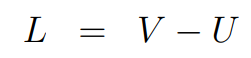 L = V − U